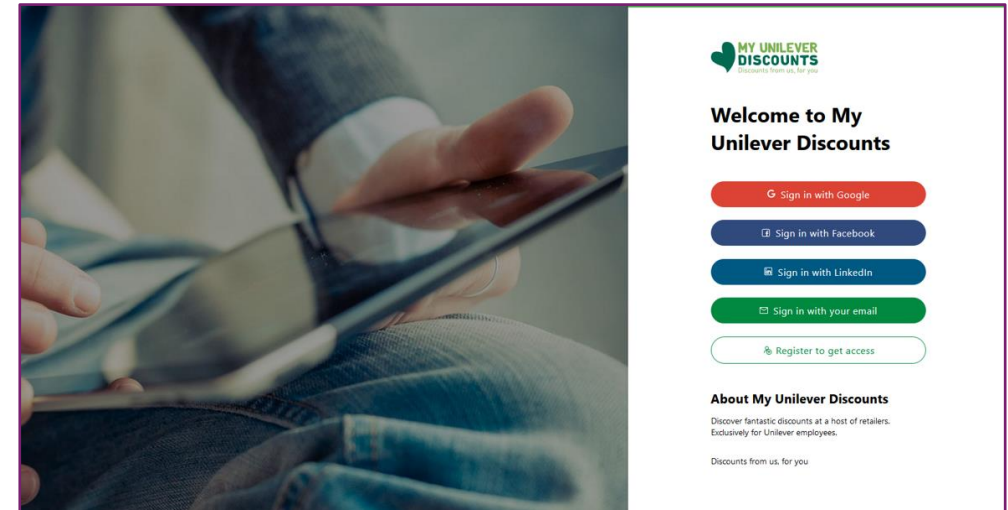 MY UNILEVER
DISCOUNTS
Discounts from us, for you
Welcome to My
Unilever Discounts
Sign in with Google
Sign in with Facebook
Sign in with LinkedIn
Sign in with your email
Register to get access
About My Unilever Discounts
Discover fantastic discounts at a host of retailers.
Exclusively for Unilever employees.
Discounts from us, for you